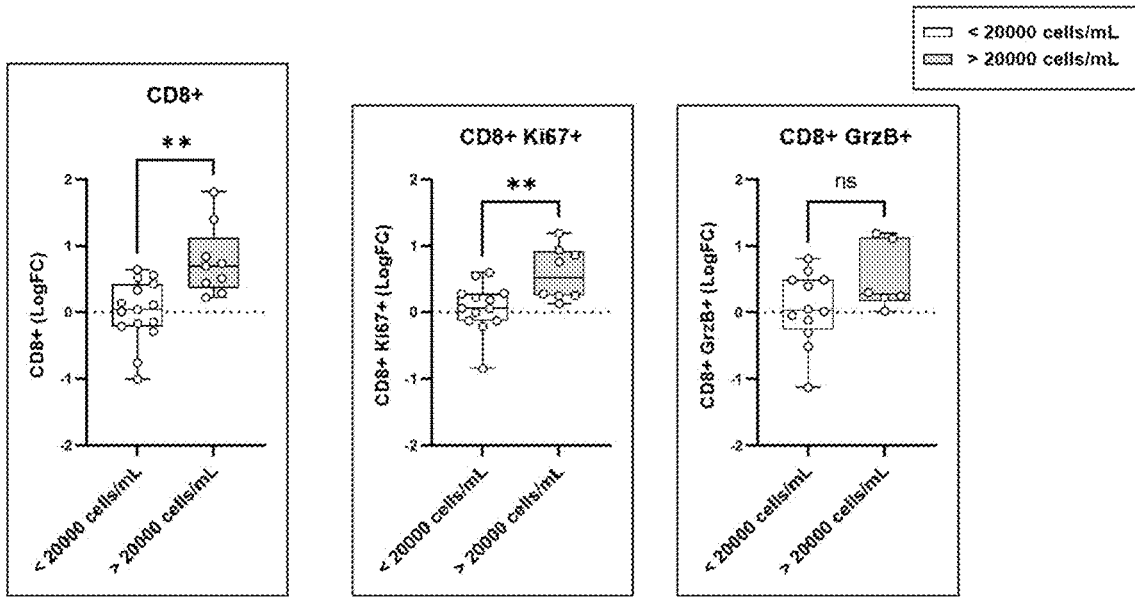 < 20000 cells/mL
> 20000 cells/mL
CD8+
**
CD8+ (LogFC)
2
1
0
-1
-2
< 20000 cells/mL
> 20000 cells/mL
CD8+ Ki67+
**
CD8+ Ki67+ (LogFC)
2
1
0
-1
-2
< 20000 cells/mL
> 20000 cells/mL
CD8+ GrzB+
ns
CD8+ GrzB+ (LogFC)
2
1
0
-1
-2
< 20000 cells/mL
> 20000 cells/mL